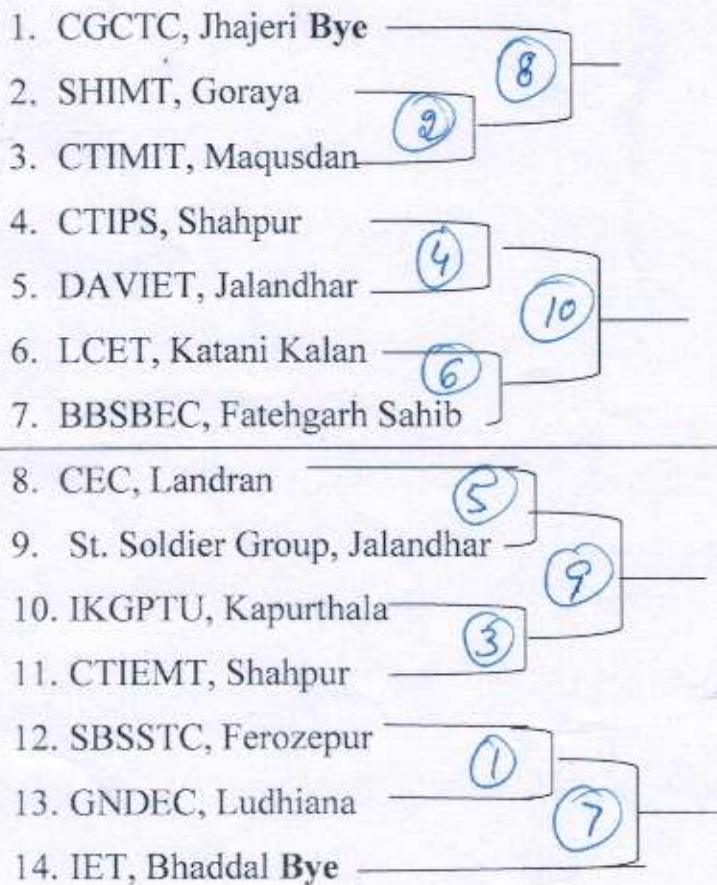 1. CGCTC, Jhajeri Bye
8
2. SHIMT, Goraya
2
3. CTIMIT, Maqusdan
4. CTIPS, Shahpur
4
5. DAVIET, Jalandhar
10
6. LCET, Katani Kalan
6
7. BBSBEC, Fatehgarh Sahib
8. CEC, Landran
5
9. St. Soldier Group, Jalandhar
9
10. IKGPTU, Kapurthala
3
11. CTIEMT, Shahpur
12. SBSSTC, Ferozepur
1
13. GNDEC, Ludhiana
7
14. IET, Bhaddal Bye